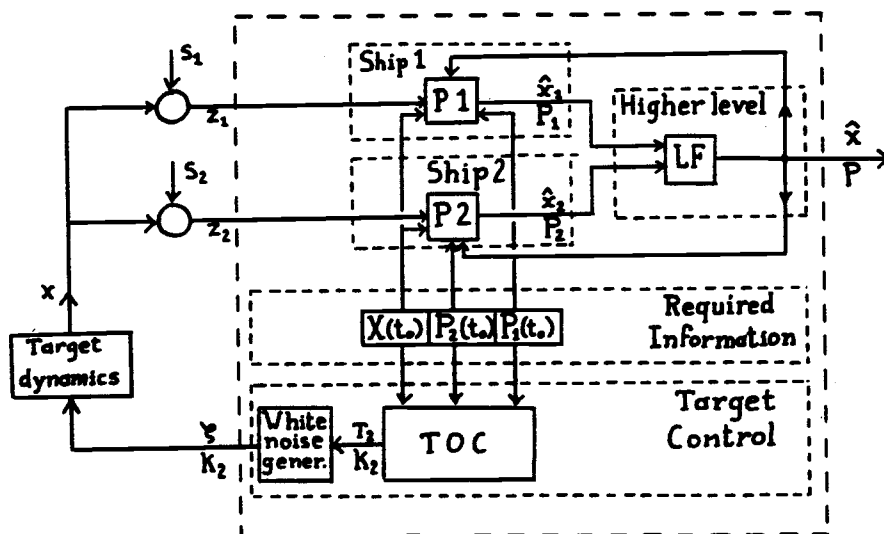 S₁
Ship 1
P1
x̂₁
P₁
z₁
Higher level
LF
x̂
P
S₂
Ship 2
P2
x̂₂
P₂
z₂
x
Required
Information
X(t₀) P₂(t₀) P₁(t₀)
Target
dynamics
Target
Control
White
noise
gener.
ξ
K₂
T₂
K₂
TOC